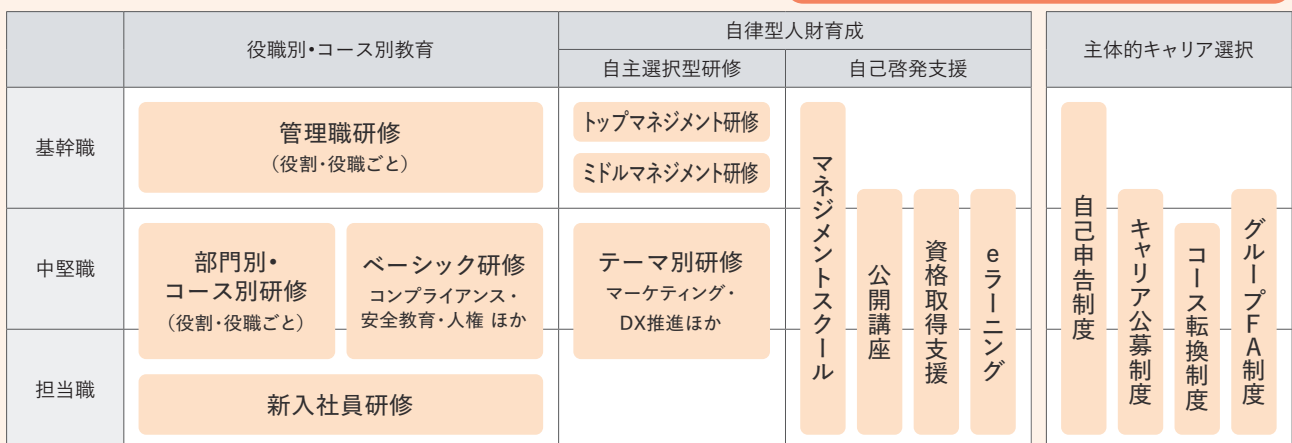 役職別・コース別教育
自律型人財育成
主体的キャリア選択
自主選択型研修
自己啓発支援
基幹職
管理職研修
(役割・役職ごと)
トップマネジメント研修
ミドルマネジメント研修
中堅職
部門別・
コース別研修
(役割・役職ごと)
ベーシック研修
コンプライアンス・
安全教育・人権 ほか
テーマ別研修
マーケティング・
DX推進ほか
担当職
新入社員研修
マネジメントスクール
公開講座
資格取得支援
eラーニング
自己申告制度
キャリア公募制度
コース転換制度
グループFA制度